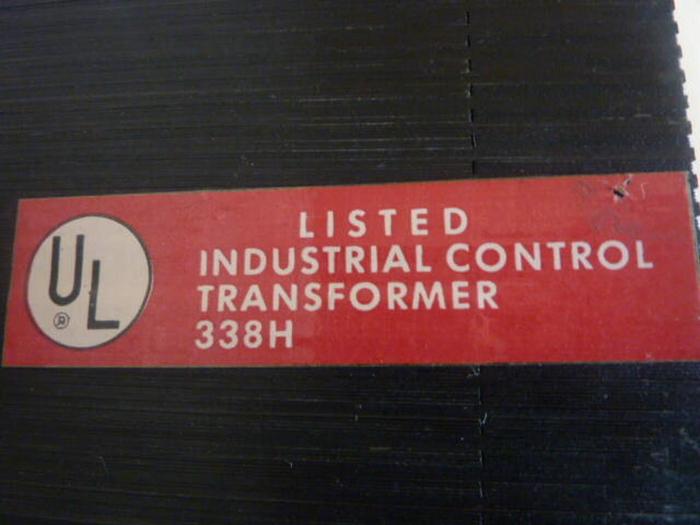 UL
®
LISTED
INDUSTRIAL CONTROL
TRANSFORMER
338H